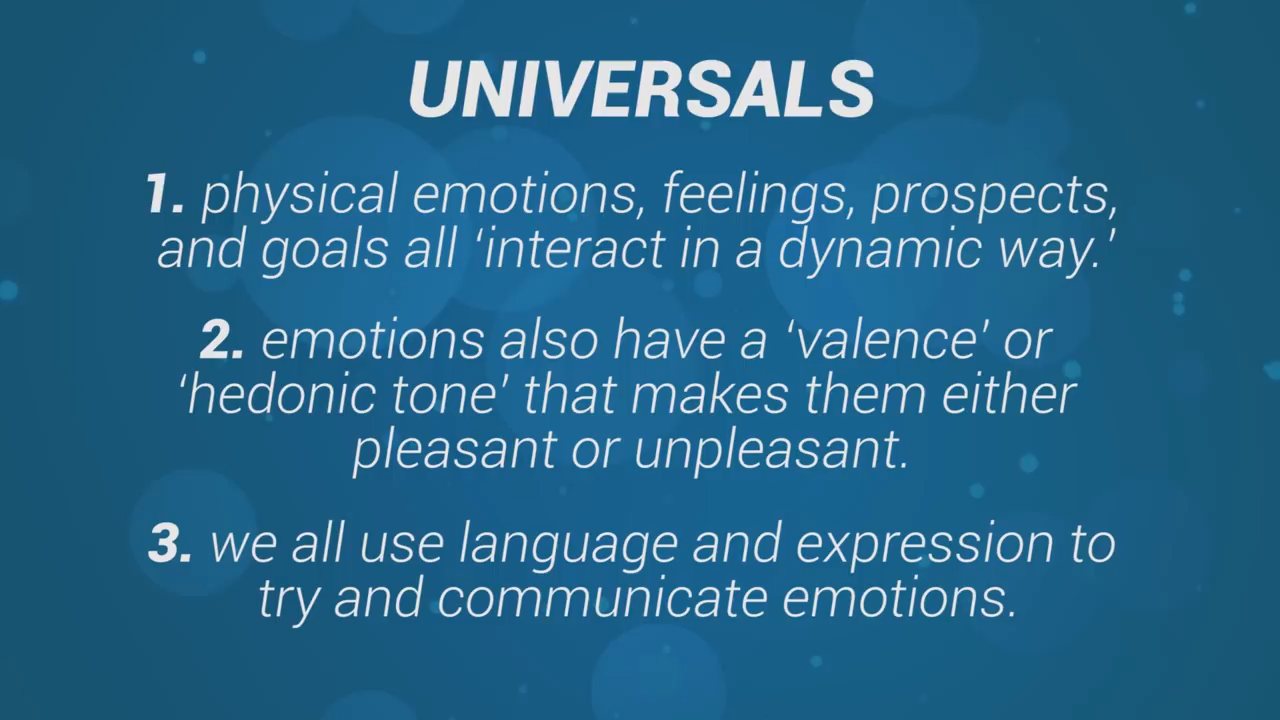 UNIVERSALS
1. physical emotions, feelings, prospects,
and goals all ‘interact in a dynamic way.’
2. emotions also have a ‘valence’ or
‘hedonic tone’ that makes them either
pleasant or unpleasant.
3. we all use language and expression to
try and communicate emotions.